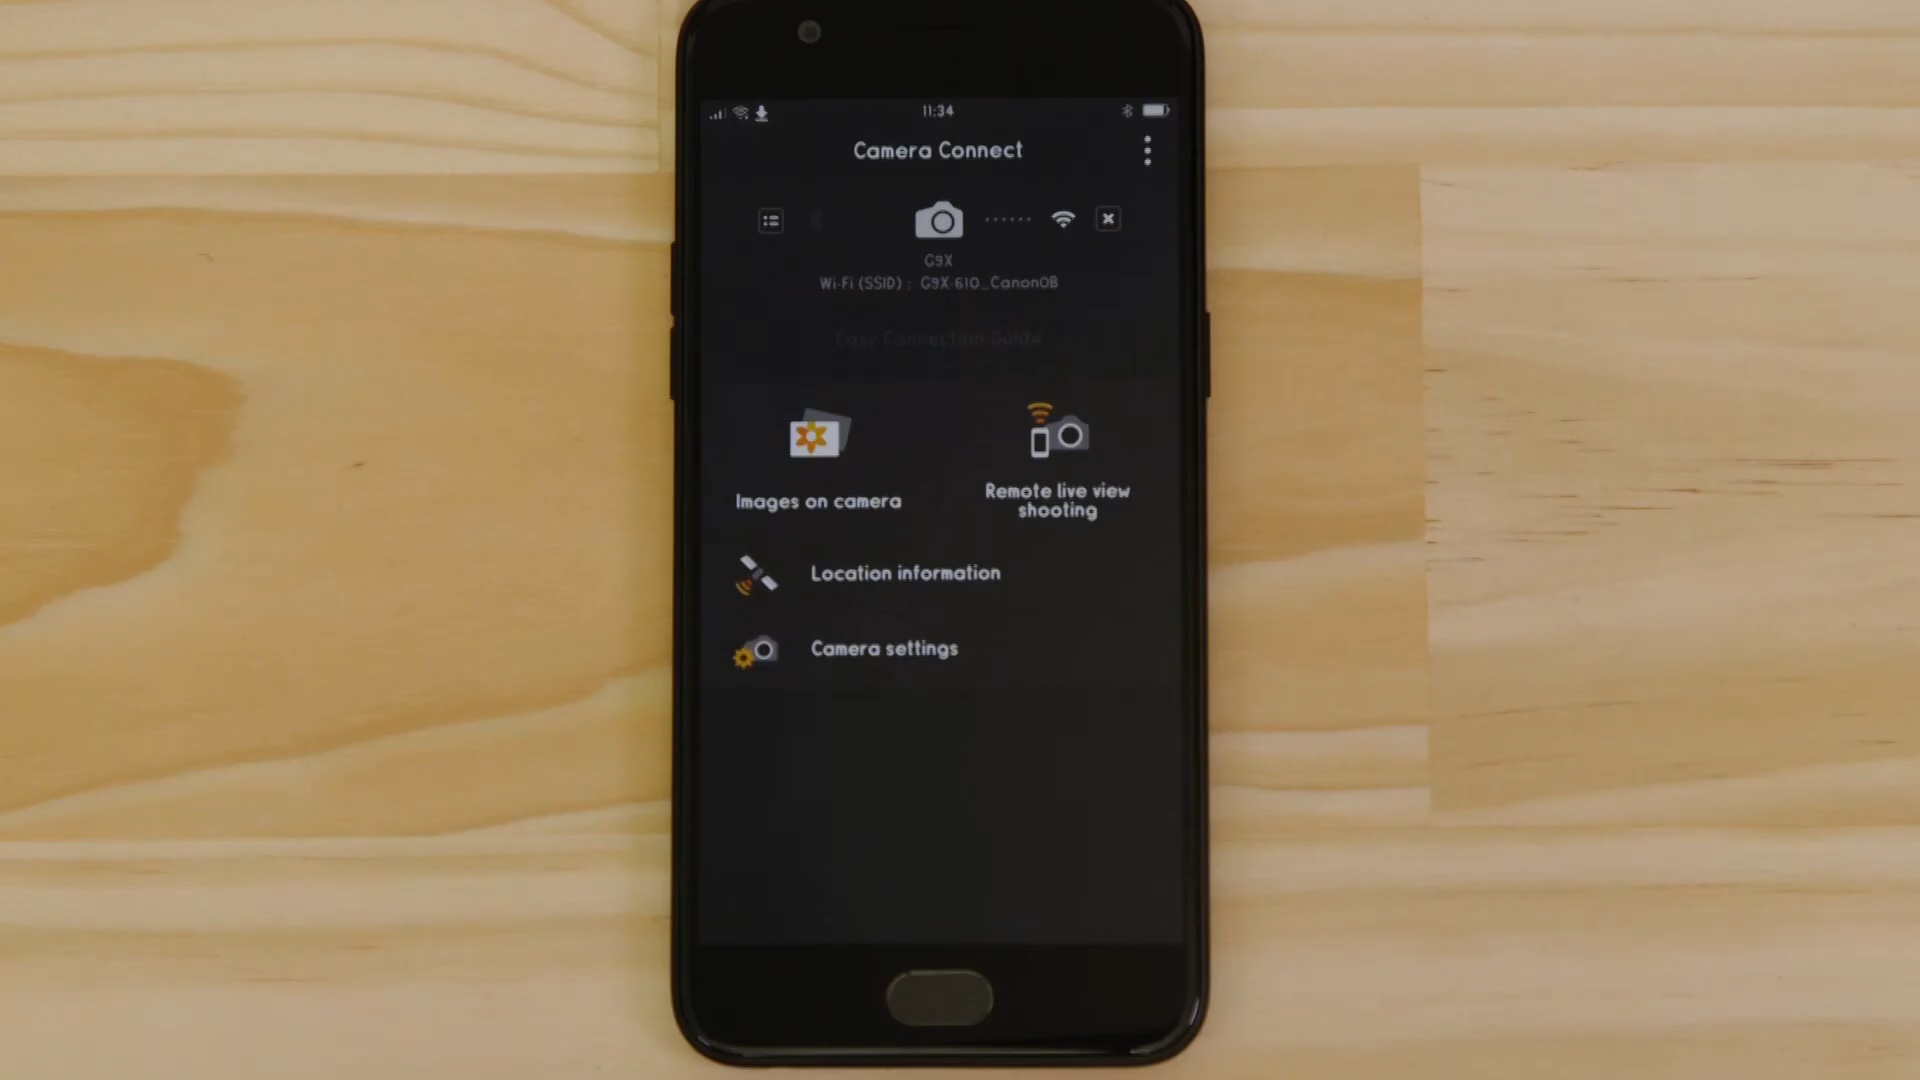 11:34
Camera Connect
G9X
Wi-Fi (SSID) : G9X-610_Canon0B
Easy Connection Guide
Images on camera
Remote live view
shooting
Location information
Camera settings